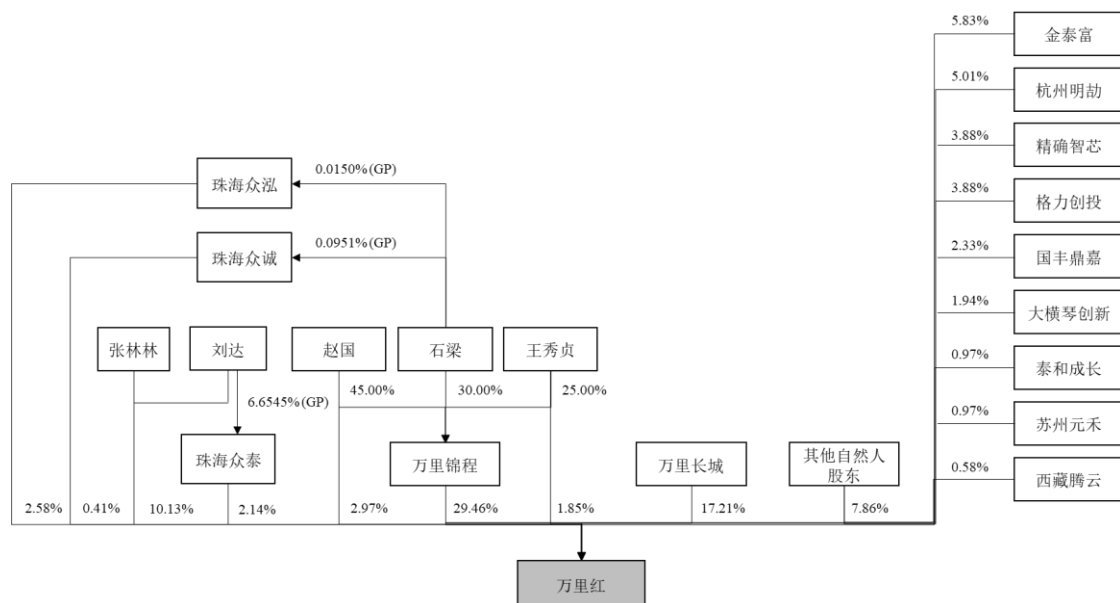 5.83%
金泰富
5.01%
杭州明劼
3.88%
精确智芯
珠海众泓
0.0150%(GP)
3.88%
格力创投
珠海众诚
0.0951%(GP)
2.33%
国丰鼎嘉
1.94%
大横琴创新
张林林
刘达
赵国
石梁
王秀贞
0.97%
泰和成长
6.6545%(GP)
45.00%
30.00%
25.00%
0.97%
苏州元禾
珠海众泰
万里锦程
万里长城
其他自然人
股东
0.58%
西藏腾云
2.58%
0.41%
10.13%
2.14%
2.97%
29.46%
1.85%
17.21%
7.86%
万里红